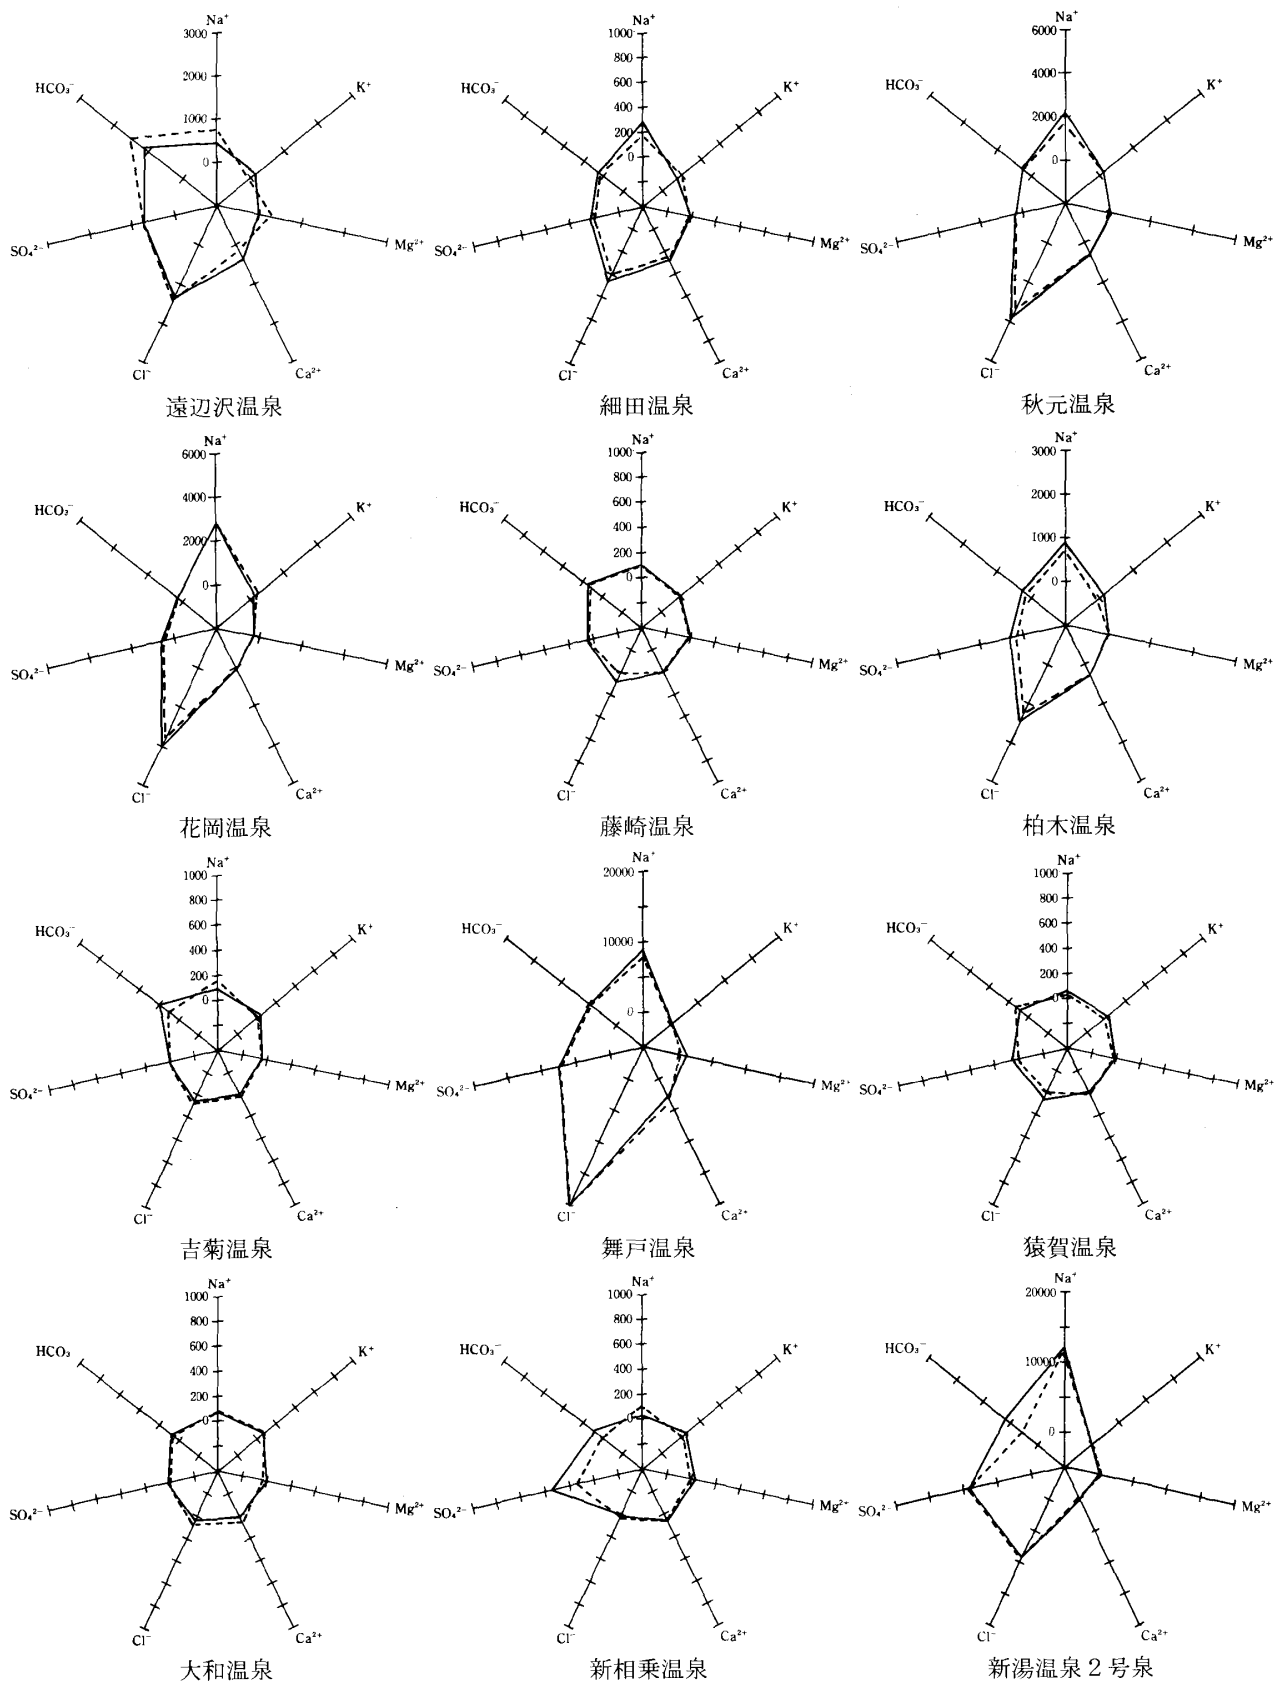 Na⁺
3000
2000
1000
0
K⁺
Mg²⁺
Ca²⁺
Cl⁻
SO₄²⁻
HCO₃⁻
遠辺沢温泉
Na⁺
1000
800
600
400
200
0
K⁺
Mg²⁺
Ca²⁺
Cl⁻
SO₄²⁻
HCO₃⁻
細田温泉
Na⁺
6000
4000
2000
0
K⁺
Mg²⁺
Ca²⁺
Cl⁻
SO₄²⁻
HCO₃⁻
秋元温泉
Na⁺
6000
4000
2000
0
K⁺
Mg²⁺
Ca²⁺
Cl⁻
SO₄²⁻
HCO₃⁻
花岡温泉
Na⁺
1000
800
600
400
200
0
K⁺
Mg²⁺
Ca²⁺
Cl⁻
SO₄²⁻
HCO₃⁻
藤崎温泉
Na⁺
3000
2000
1000
0
K⁺
Mg²⁺
Ca²⁺
Cl⁻
SO₄²⁻
HCO₃⁻
柏木温泉
Na⁺
1000
800
600
400
200
0
K⁺
Mg²⁺
Ca²⁺
Cl⁻
SO₄²⁻
HCO₃⁻
吉菊温泉
Na⁺
20000
10000
0
K⁺
Mg²⁺
Ca²⁺
Cl⁻
SO₄²⁻
HCO₃⁻
舞戸温泉
Na⁺
1000
800
600
400
200
0
K⁺
Mg²⁺
Ca²⁺
Cl⁻
SO₄²⁻
HCO₃⁻
猿賀温泉
Na⁺
1000
800
600
400
200
0
K⁺
Mg²⁺
Ca²⁺
Cl⁻
SO₄²⁻
HCO₃
大和温泉
Na⁺
1000
800
600
400
200
0
K⁺
Mg²⁺
Ca²⁺
Cl⁻
SO₄²⁻
HCO₃⁻
新相乗温泉
Na⁺
20000
10000
0
K⁺
Mg²⁺
Ca²⁺
Cl⁻
SO₄²⁻
HCO₃⁻
新湯温泉2号泉